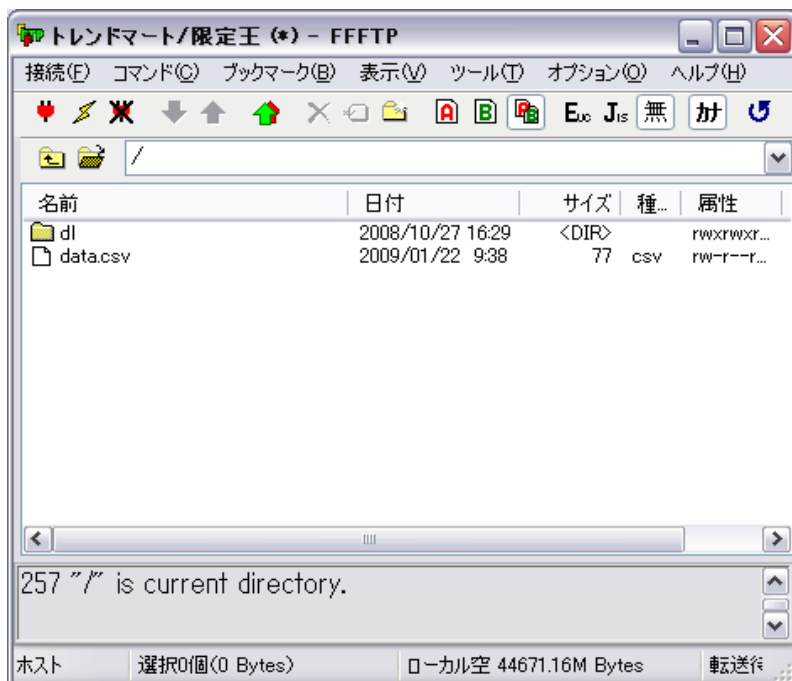 トレンドマート/限定王 (*) - FFFTP
接続(F) コマンド(C) ブックマーク(B) 表示(V) ツール(T) オプション(O) ヘルプ(H)
A B B Euc JIS 無 カナ
/
名前 日付 サイズ 種... 属性
dl 2008/10/27 16:29 <DIR> rwxrwxr...
data.csv 2009/01/22 9:38 77 csv rw-r--r...
257 "/" is current directory.
ホスト 選択0個(0 Bytes) ローカル空 44671.16M Bytes 転送